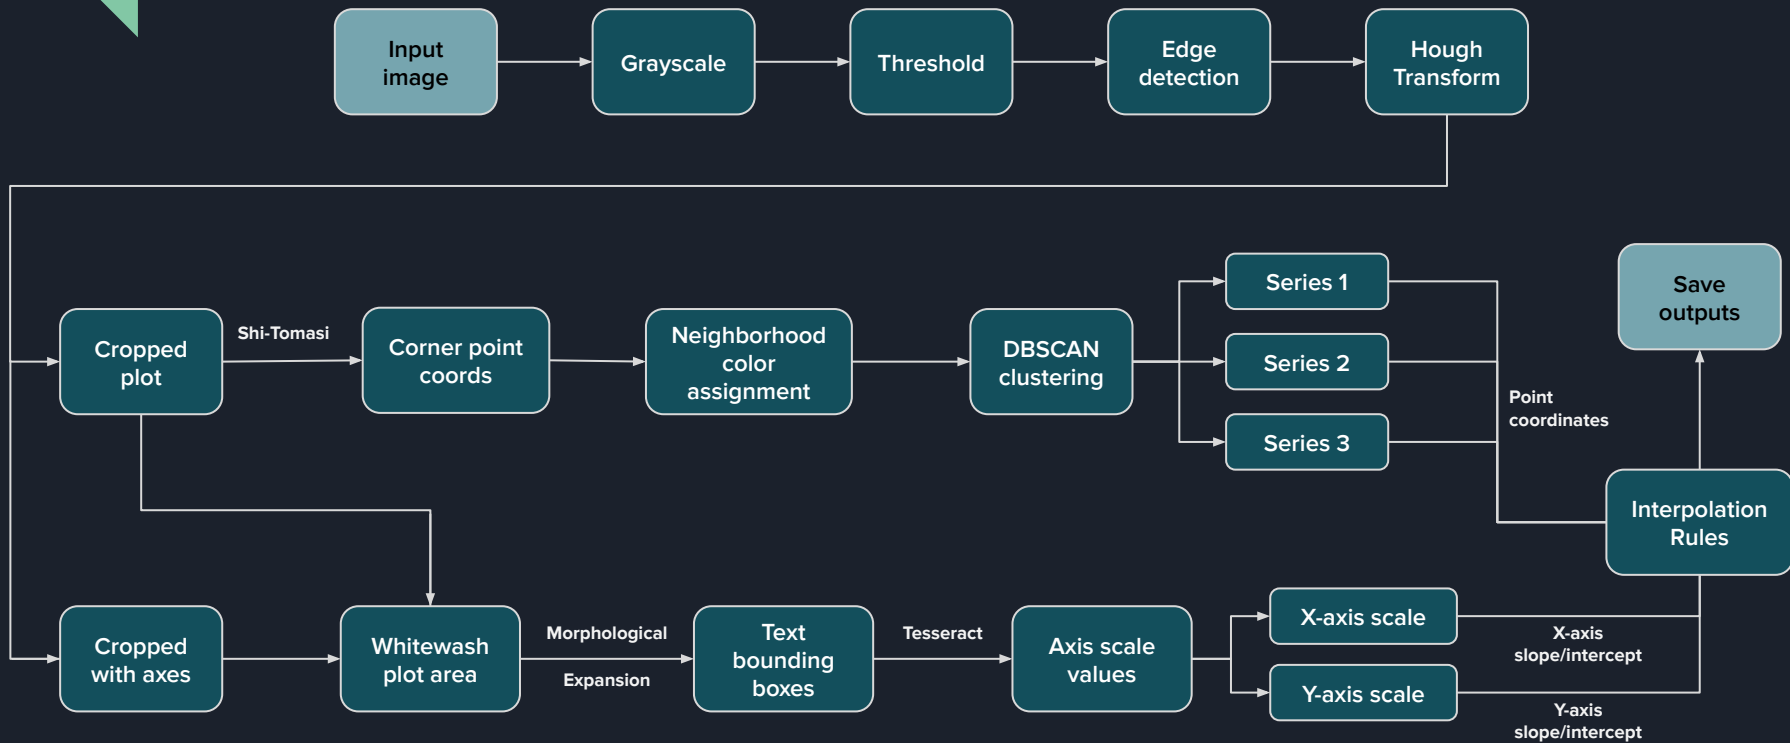 Input
image
Grayscale
Threshold
Edge
detection
Hough
Transform
Cropped
plot
Shi-Tomasi
Corner point
coords
Neighborhood
color
assignment
DBSCAN
clustering
Series 1
Series 2
Series 3
Point
coordinates
Save
outputs
Interpolation
Rules
Cropped
with axes
Whitewash
plot area
Morphological
Expansion
Text
bounding
boxes
Tesseract
Axis scale
values
X-axis scale
Y-axis scale
X-axis
slope/intercept
Y-axis
slope/intercept